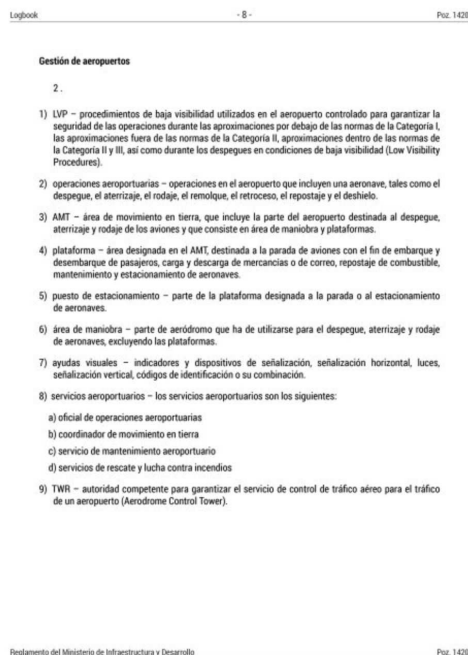 Logbook - 8 - Poz. 1420
Gestión de aeropuertos
2 .
1) LVP – procedimientos de baja visibilidad utilizados en el aeropuerto controlado para garantizar la
seguridad de las operaciones durante las aproximaciones por debajo de las normas de la Categoría I,
las aproximaciones fuera de las normas de la Categoría II, aproximaciones dentro de las normas de
la Categoría II y III, así como durante los despegues en condiciones de baja visibilidad (Low Visibility
Procedures).
2) operaciones aeroportuarias – operaciones en el aeropuerto que incluyen una aeronave, tales como el
despegue, el aterrizaje, el rodaje, el remolque, el retroceso, el repostaje y el deshielo.
3) AMT – área de movimiento en tierra, que incluye la parte del aeropuerto destinada al despegue,
aterrizaje y rodaje de los aviones y que consiste en área de maniobra y plataformas.
4) plataforma – área designada en el AMT, destinada a la parada de aviones con el fin de embarque y
desembarque de pasajeros, carga y descarga de mercancías o de correo, repostaje de combustible,
mantenimiento y estacionamiento de aeronaves.
5) puesto de estacionamiento – parte de la plataforma designada a la parada o al estacionamiento
de aeronaves.
6) área de maniobra – parte de aeródromo que ha de utilizarse para el despegue, aterrizaje y rodaje
de aeronaves, excluyendo las plataformas.
7) ayudas visuales – indicadores y dispositivos de señalización, señalización horizontal, luces,
señalización vertical, códigos de identificación o su combinación.
8) servicios aeroportuarios – los servicios aeroportuarios son los siguientes:
a) oficial de operaciones aeroportuarias
b) coordinador de movimiento en tierra
c) servicio de mantenimiento aeroportuario
d) servicios de rescate y lucha contra incendios
9) TWR – autoridad competente para garantizar el servicio de control de tráfico aéreo para el tráfico
de un aeropuerto (Aerodrome Control Tower).
Reglamento del Ministerio de Infraestructura y Desarrollo Poz. 1420